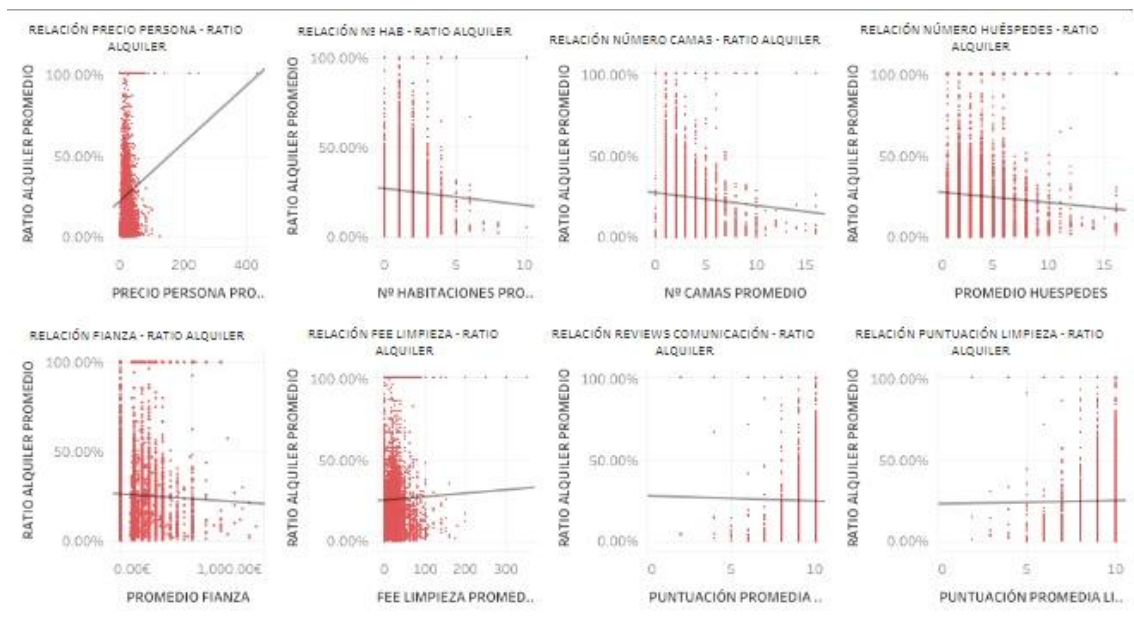 RELACIÓN PRECIO PERSONA - RATIO
ALQUILER
RATIO ALQUILER PROMEDIO
100.00%
50.00%
0.00%
0 200 400
PRECIO PERSONA PRO..
RELACIÓN Nº HAB - RATIO ALQUILER
RATIO ALQUILER PROMEDIO
100.00%
50.00%
0.00%
0 5 10
Nº HABITACIONES PRO..
RELACIÓN NÚMERO CAMAS - RATIO ALQUILER
RATIO ALQUILER PROMEDIO
100.00%
50.00%
0.00%
0 5 10 15
Nº CAMAS PROMEDIO
RELACIÓN NÚMERO HUÉSPEDES - RATIO
ALQUILER
RATIO ALQUILER PROMEDIO
100.00%
50.00%
0.00%
0 5 10 15
PROMEDIO HUESPEDES
RELACIÓN FIANZA - RATIO ALQUILER
RATIO ALQUILER PROMEDIO
100.00%
50.00%
0.00%
0.00€ 1,000.00€
PROMEDIO FIANZA
RELACIÓN FEE LIMPIEZA - RATIO
ALQUILER
RATIO ALQUILER PROMEDIO
100.00%
50.00%
0.00%
0 100 200 300
FEE LIMPIEZA PROMED..
RELACIÓN REVIEWS COMUNICACIÓN - RATIO
ALQUILER
RATIO ALQUILER PROMEDIO
100.00%
50.00%
0.00%
0 5 10
PUNTUACIÓN PROMEDIA ..
RELACIÓN PUNTUACIÓN LIMPIEZA - RATIO
ALQUILER
RATIO ALQUILER PROMEDIO
100.00%
50.00%
0.00%
0 5 10
PUNTUACIÓN PROMEDIA LI..